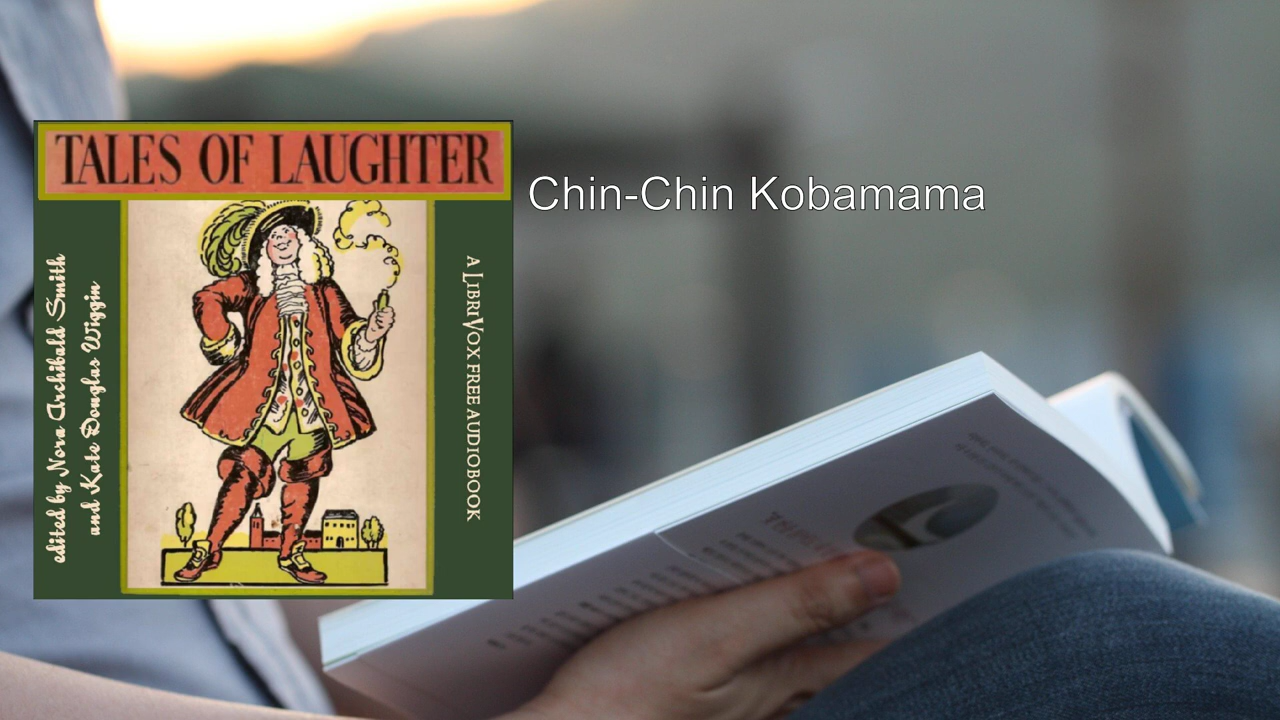 TALES OF LAUGHTER
edited by Nora Archibald Smith
and Kate Douglas Wiggin
A LIBRIVOX FREE AUDIOBOOK
Chin-Chin Kobamama